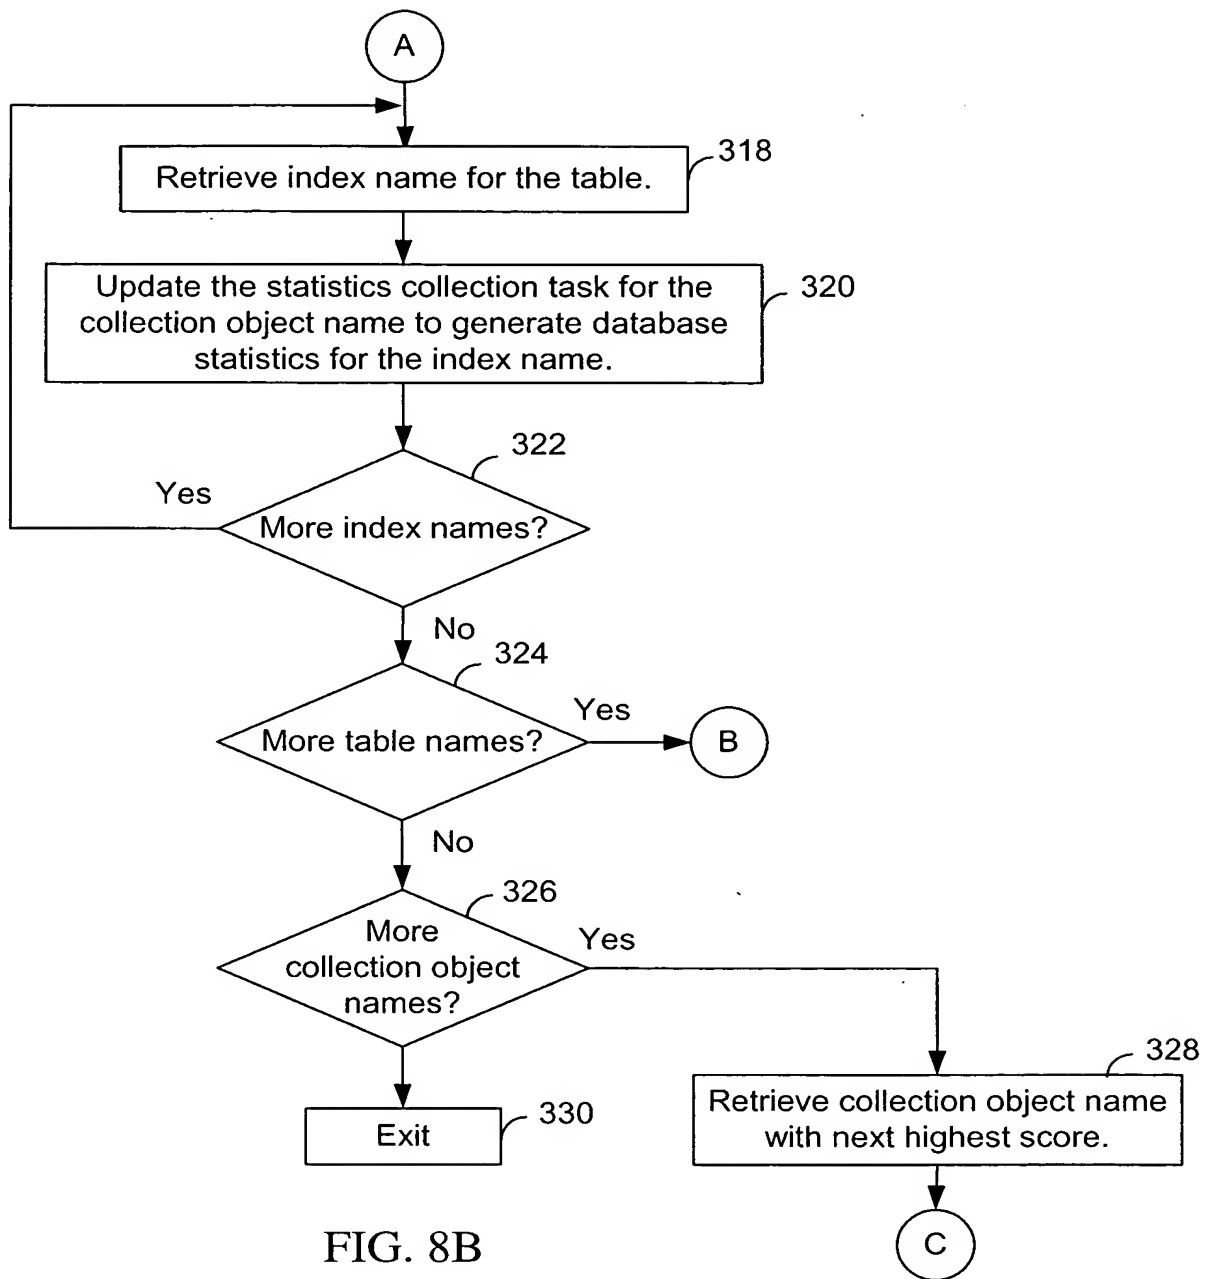 A
318
Retrieve index name for the table.
320
Update the statistics collection task for the
collection object name to generate database
statistics for the index name.
322
Yes
More index names?
No
324
Yes
More table names?
B
No
326
More
collection object
names?
Yes
328
Retrieve collection object name
with next highest score.
330
Exit
C
FIG. 8B